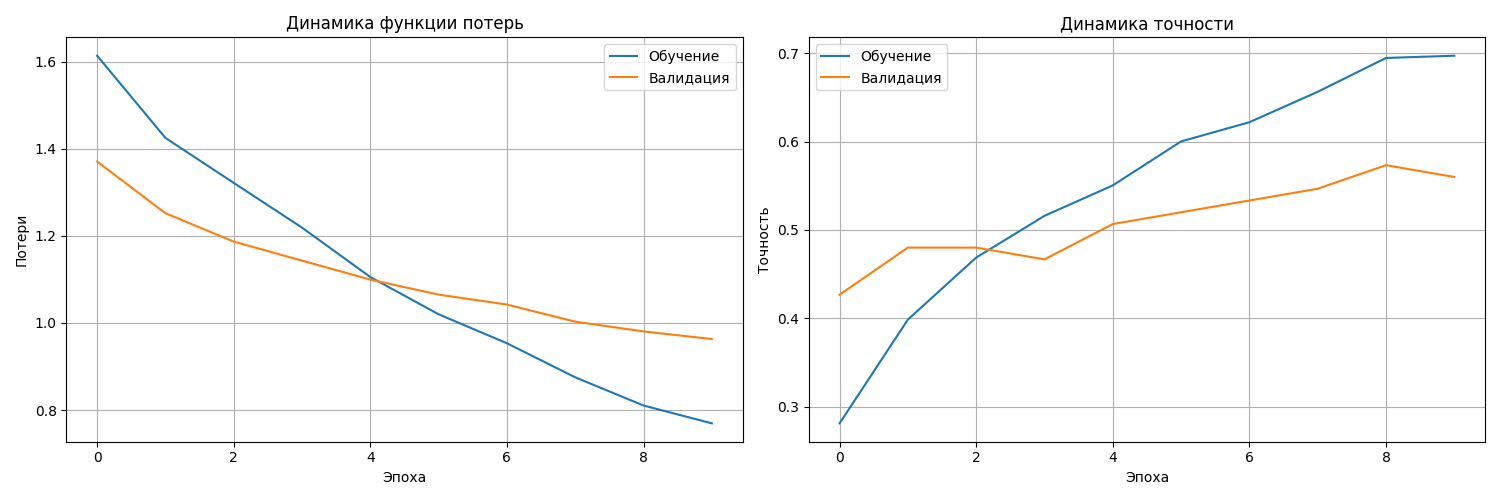 Динамика функции потерь
Обучение
Валидация
1.6
1.4
1.2
1.0
0.8
Потери
0
2
4
6
8
Эпоха
Динамика точности
Обучение
Валидация
0.7
0.6
0.5
0.4
0.3
Точность
0
2
4
6
8
Эпоха